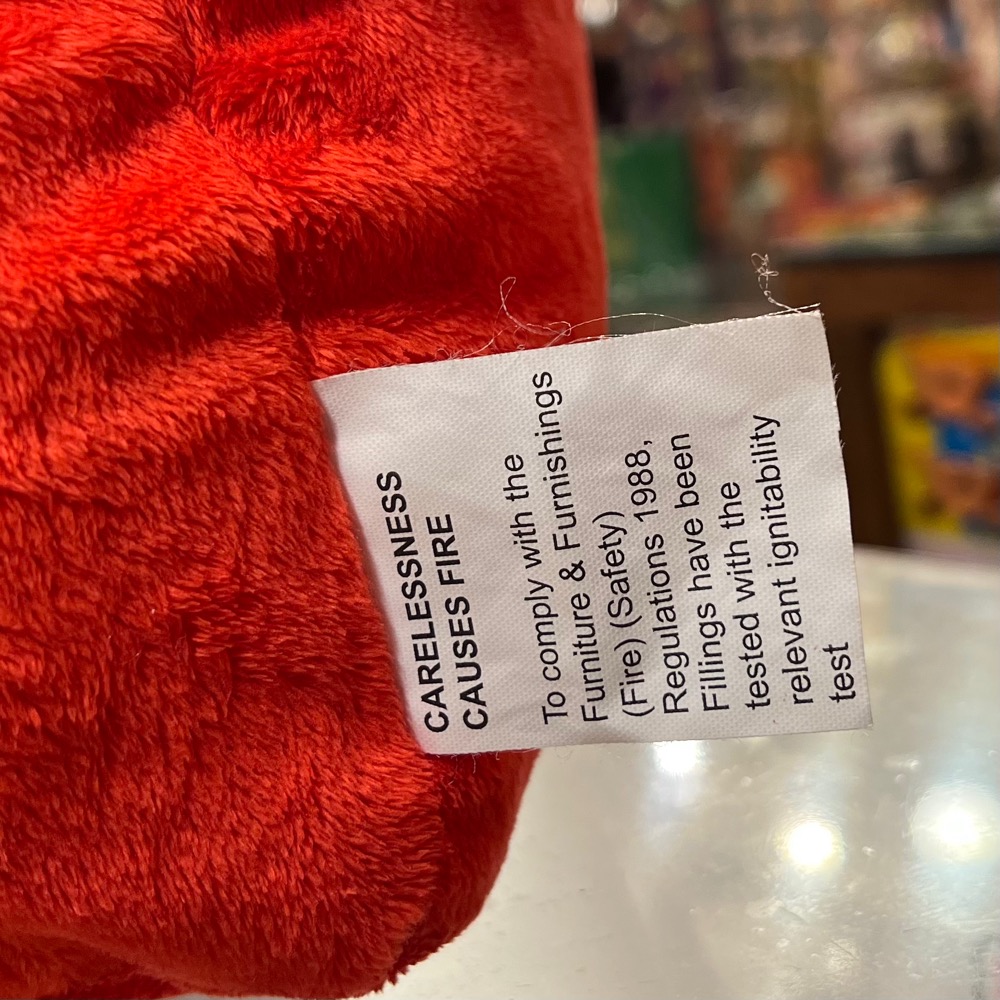 CARELESSNESS
CAUSES FIRE
To comply with the
Furniture & Furnishings
(Fire) (Safety)
Regulations 1988,
Fillings have been
tested with the
relevant ignitability
test